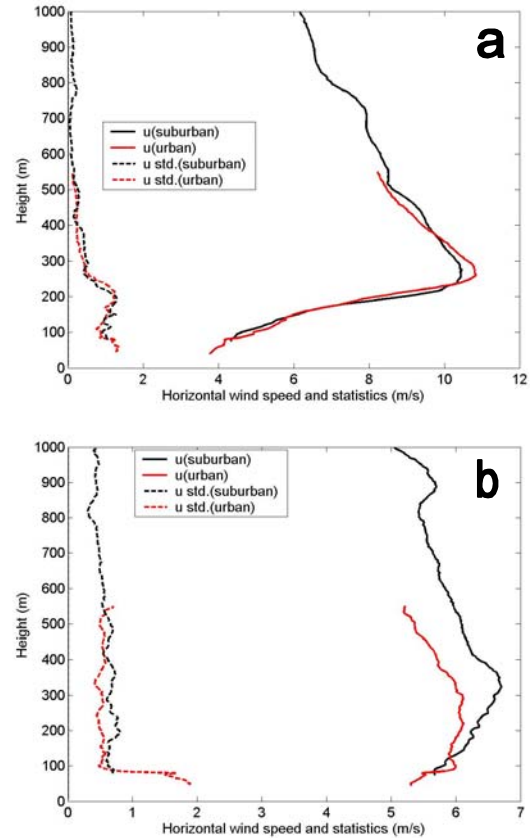 1000
a
900
800
700
u(suburban)
u(urban)
u std.(suburban)
u std.(urban)
600
Height (m)
500
400
300
200
100
0
0 2 4 6 8 10 12
Horizontal wind speed and statistics (m/s)
1000
u(suburban)
u(urban)
u std.(suburban)
u std.(urban)
b
900
800
700
600
Height (m)
500
400
300
200
100
0
0 1 2 3 4 5 6 7
Horizontal wind speed and statistics (m/s)